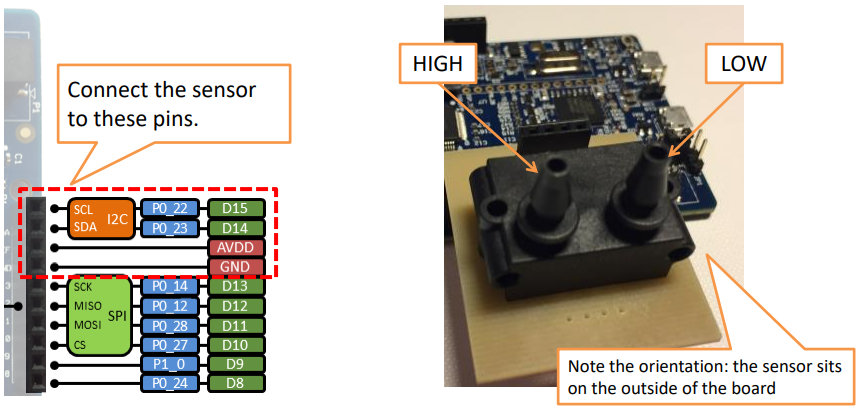 Connect the sensor
to these pins.
HIGH
LOW
SCL
I2C
P0_22
D15
SDA
P0_23
D14
AVDD
GND
SCK
SPI
P0_14
D13
MISO
P0_12
D12
MOSI
P0_28
D11
CS
P0_27
D10
P1_0
D9
P0_24
D8
Note the orientation: the sensor sits
on the outside of the board
P1
C1